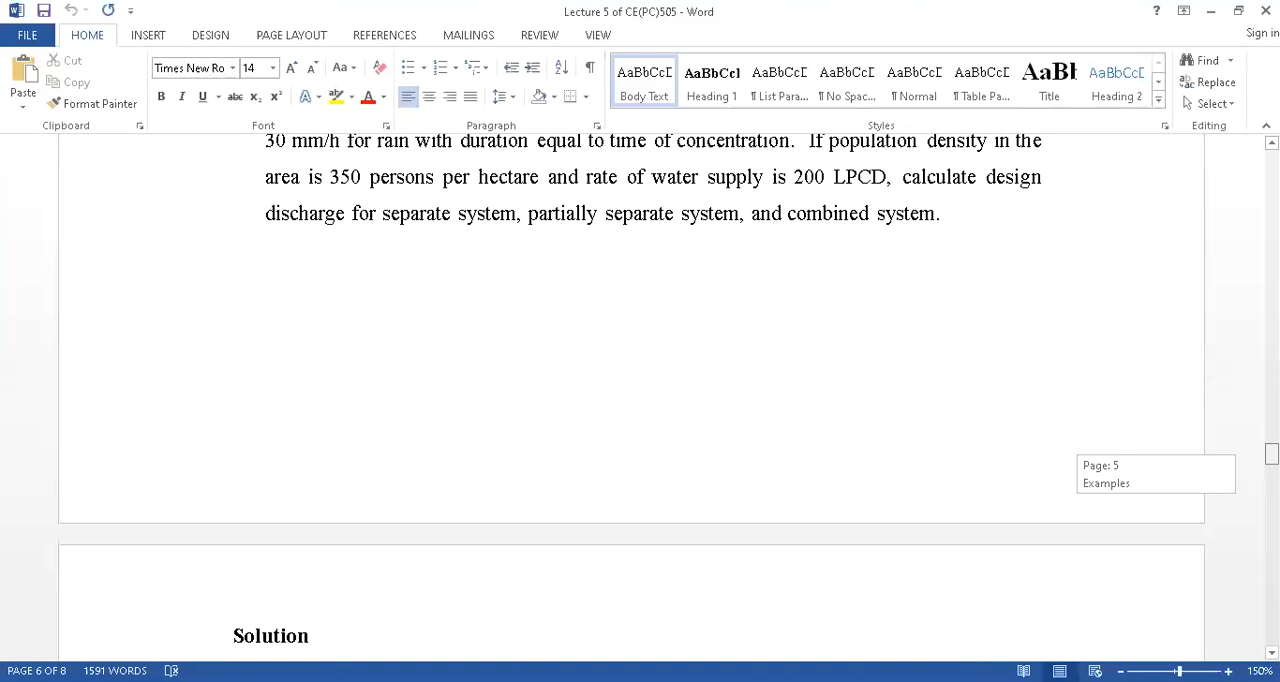 Lecture 5 of CE(PC)505 - Word
?
Sign in
FILE HOME INSERT DESIGN PAGE LAYOUT REFERENCES MAILINGS REVIEW VIEW
Paste
Cut
Copy
Format Painter
Clipboard
Times New Ro 14
Aa
B I U abc X₂ X² A A
Font
Paragraph
AaBbCcI AaBbCcI AaBbCcI AaBbCcI AaBbCcI AaBbCcI AaBl AaBbCcI
Body Text Heading 1 ¶ List Para... ¶ No Spac... ¶ Normal ¶ Table Pa... Title Heading 2
Styles
Find
Replace
Select
Editing
30 mm/h for rain with duration equal to time of concentration. If population density in the
area is 350 persons per hectare and rate of water supply is 200 LPCD, calculate design
discharge for separate system, partially separate system, and combined system.
Page: 5
Examples
Solution
PAGE 6 OF 8 1591 WORDS 150%